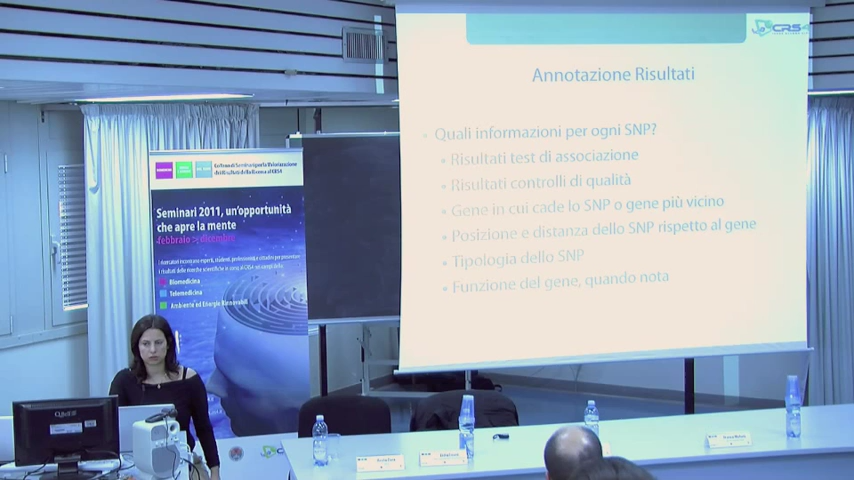 CRS4
Annotazione Risultati
Quali informazioni per ogni SNP?
Risultati test di associazione
Risultati controlli di qualità
Gene in cui cade lo SNP o gene più vicino
Posizione e distanza dello SNP rispetto al gene
Tipologia dello SNP
Funzione del gene, quando nota
Seminari 2011, un'opportunità
che apre la mente
febbraio > dicembre
Biomedicina
Telemedicina
Ambiente ed Energie Rinnovabili